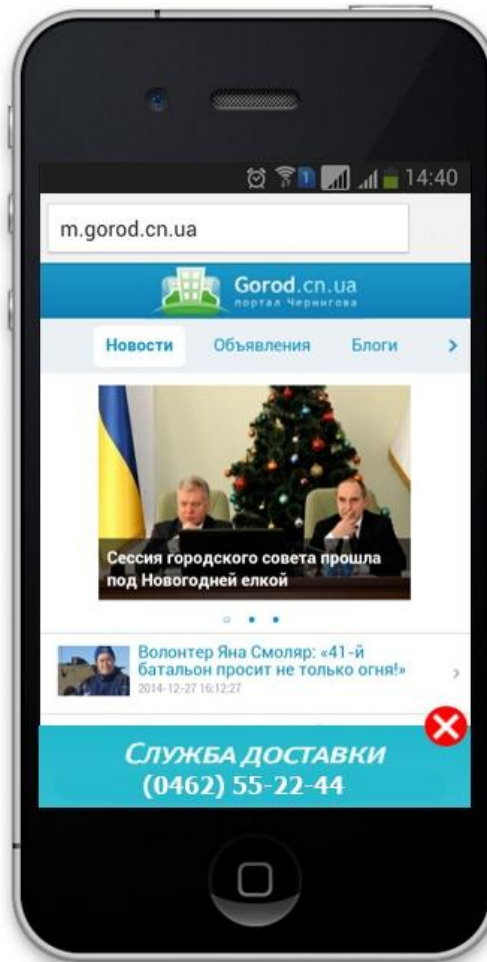 1
14:40
m.gorod.cn.ua
Gorod.cn.ua
портал Чернигова
Новости
Объявления
Блоги
Сессия городского совета прошла
под Новогодней елкой
Волонтер Яна Смоляр: «41-й
батальон просит не только огня!»
2014-12-27 16:12:27
СЛУЖБА ДОСТАВКИ
(0462) 55-22-44